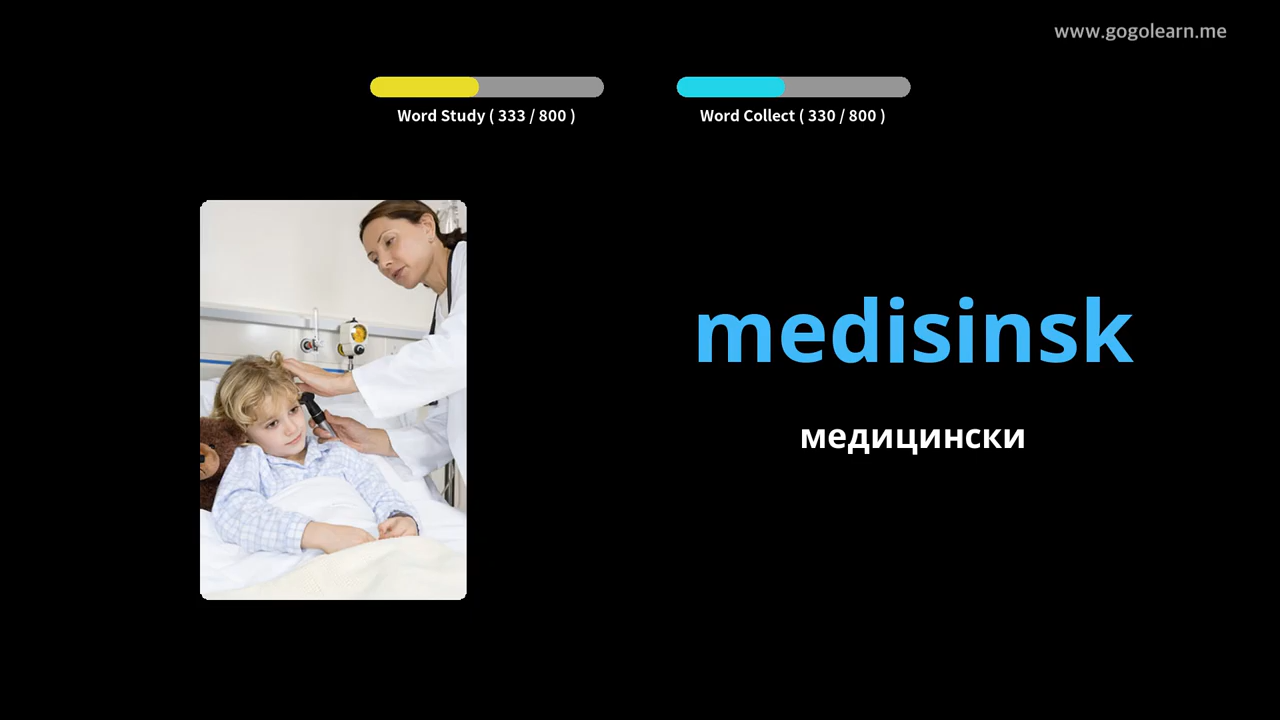 www.gogolearn.me
Word Study ( 333 / 800 )
Word Collect ( 330 / 800 )
medisinsk
медицински